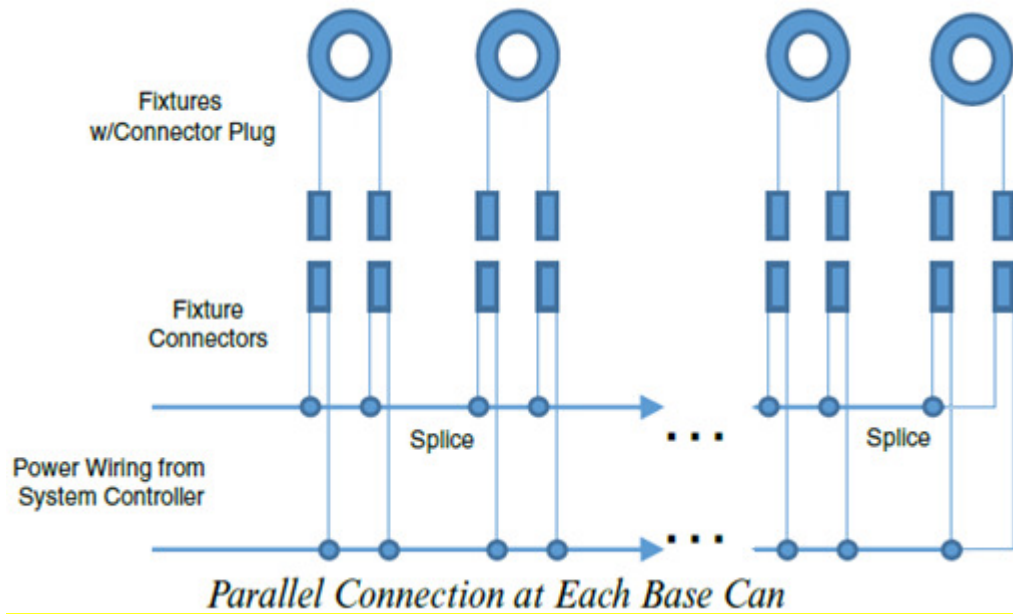 Fixtures
w/Connector Plug
Fixture
Connectors
Splice
. . .
Splice
Power Wiring from
System Controller
. . .
Parallel Connection at Each Base Can